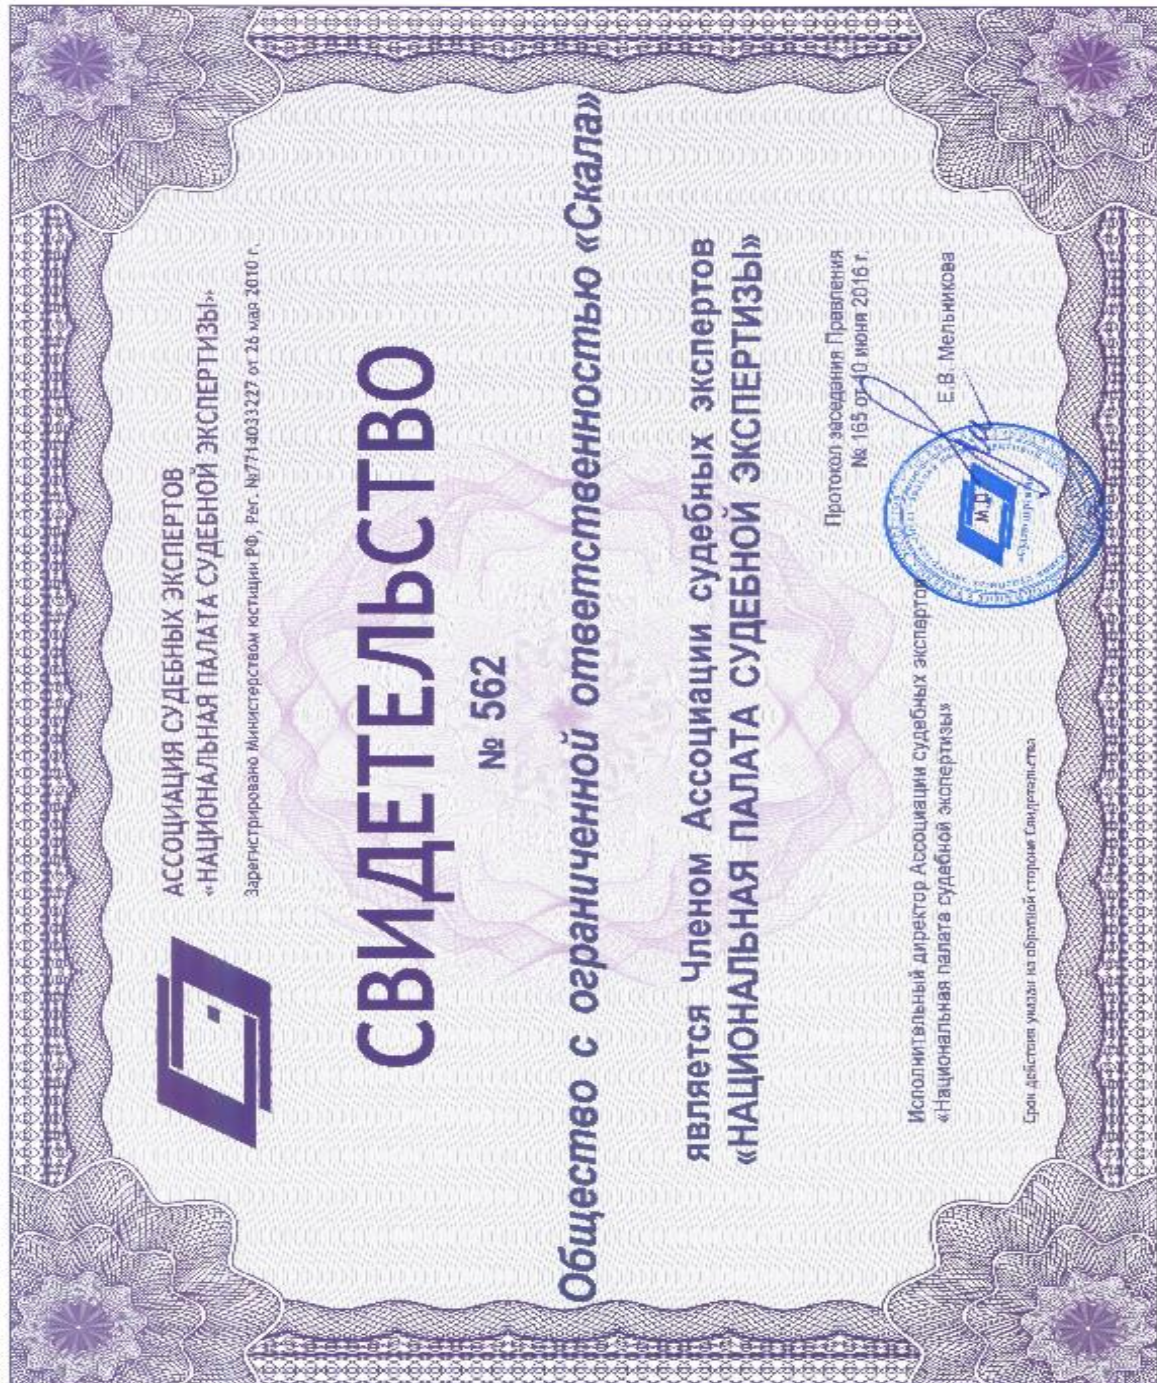 АССОЦИАЦИЯ СУДЕБНЫХ ЭКСПЕРТОВ
«НАЦИОНАЛЬНАЯ ПАЛАТА СУДЕБНОЙ ЭКСПЕРТИЗЫ»
Зарегистрировано Министерством юстиции РФ, Рег. №7714033227 от 26 мая 2010 г.
СВИДЕТЕЛЬСТВО
№ 562
Общество с ограниченной ответственностью «Скала»
является Членом Ассоциации судебных экспертов
«НАЦИОНАЛЬНАЯ ПАЛАТА СУДЕБНОЙ ЭКСПЕРТИЗЫ»
Протокол заседания Правления
№ 165 от 10 июня 2016 г.
Исполнительный директор Ассоциации судебных экспертов
«Национальная палата судебной экспертизы»
Е.В. Мельникова
М.П.
Срок действия указан на обратной стороне Свидетельства